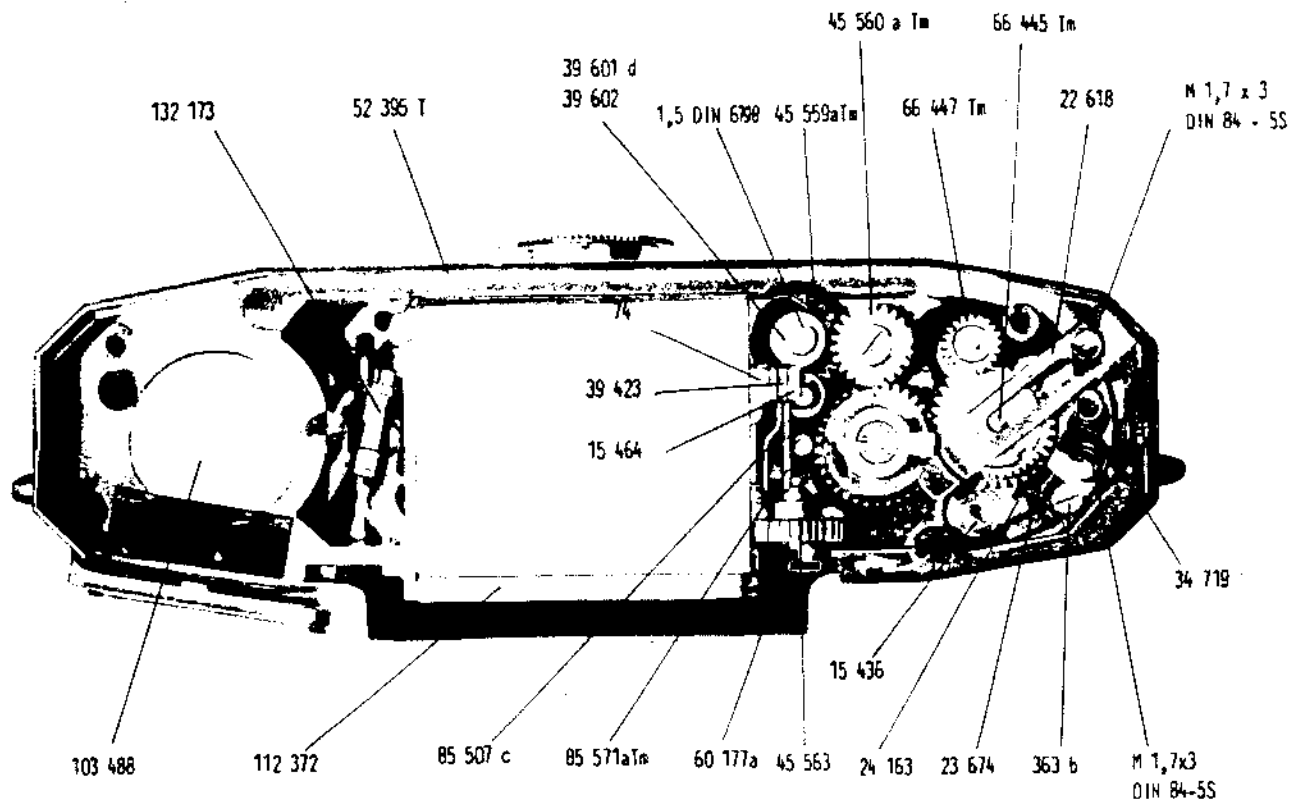 45 560 a Tm
66 445 Tm
39 601 d
39 602
132 173
52 395 T
1,5 DIN 6798
45 559aTm
66 447 Tm
22 618
M 1,7 x 3
DIN 84 - 5S
74
39 423
15 464
34 719
15 436
103 488
112 372
85 507 c
85 571aTm
60 177a
45 563
24 163
23 674
363 b
M 1,7x3
DIN 84-5S